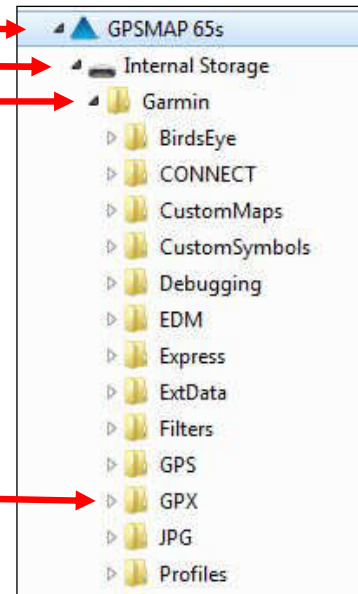 GPSMAP 65s
Internal Storage
Garmin
BirdsEye
CONNECT
CustomMaps
CustomSymbols
Debugging
EDM
Express
ExtData
Filters
GPS
GPX
JPG
Profiles